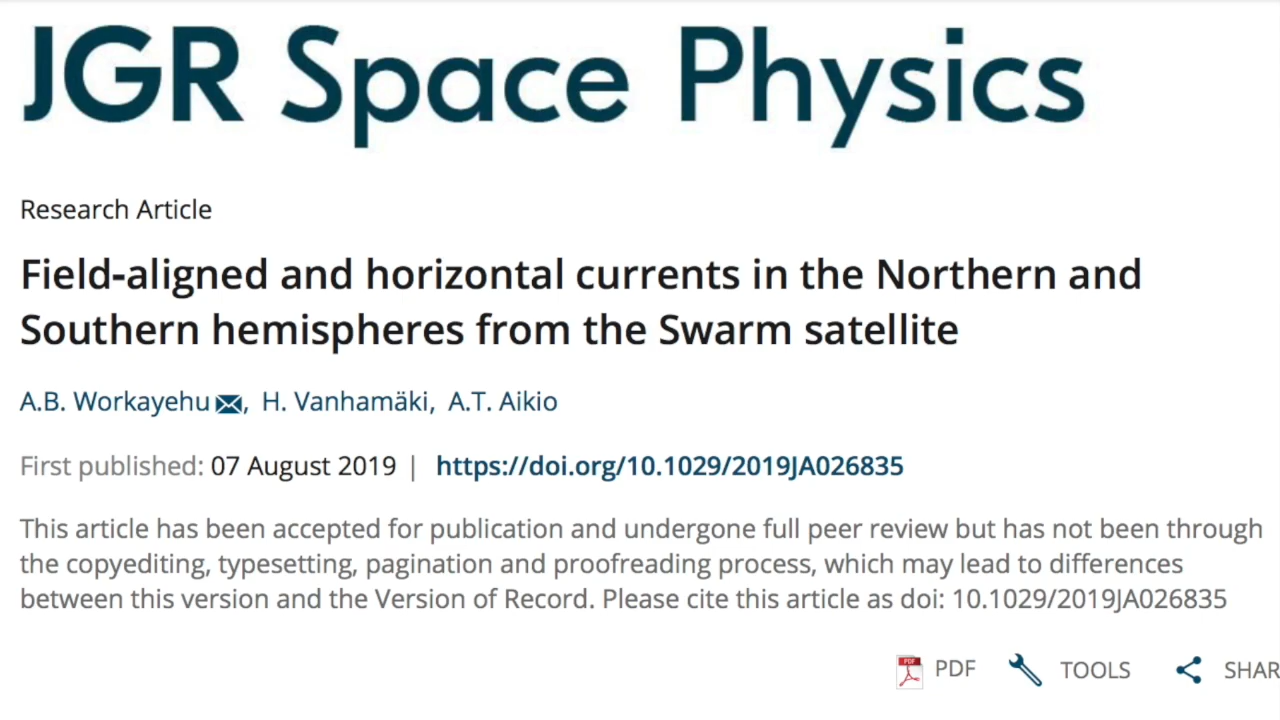 JGR Space Physics
Research Article
Field-aligned and horizontal currents in the Northern and
Southern hemispheres from the Swarm satellite
A.B. Workayehu, H. Vanhamäki, A.T. Aikio
First published: 07 August 2019 | https://doi.org/10.1029/2019JA026835
This article has been accepted for publication and undergone full peer review but has not been through
the copyediting, typesetting, pagination and proofreading process, which may lead to differences
between this version and the Version of Record. Please cite this article as doi: 10.1029/2019JA026835
PDF TOOLS SHAR